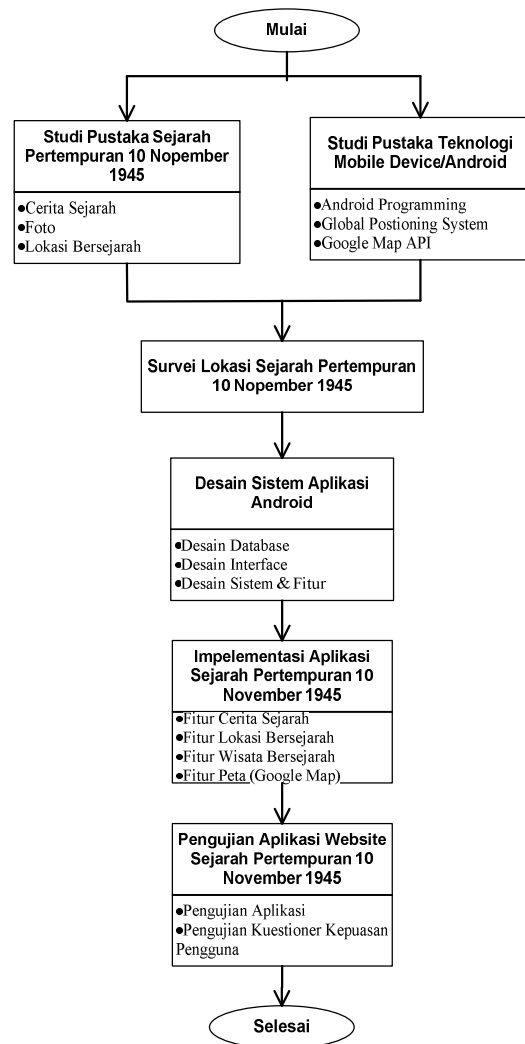 Mulai
Studi Pustaka Sejarah
Pertempuran 10 Nopember
1945
●Cerita Sejarah
●Foto
●Lokasi Bersejarah
Studi Pustaka Teknologi
Mobile Device/Android
●Android Programming
●Global Postioning System
●Google Map API
Survei Lokasi Sejarah Pertempuran
10 Nopember 1945
Desain Sistem Aplikasi
Android
●Desain Database
●Desain Interface
●Desain Sistem & Fitur
Impelementasi Aplikasi
Sejarah Pertempuran 10
November 1945
●Fitur Cerita Sejarah
●Fitur Lokasi Bersejarah
●Fitur Wisata Bersejarah
●Fitur Peta (Google Map)
Pengujian Aplikasi Website
Sejarah Pertempuran 10
November 1945
●Pengujian Aplikasi
●Pengujian Kuestioner Kepuasan
Pengguna
Selesai